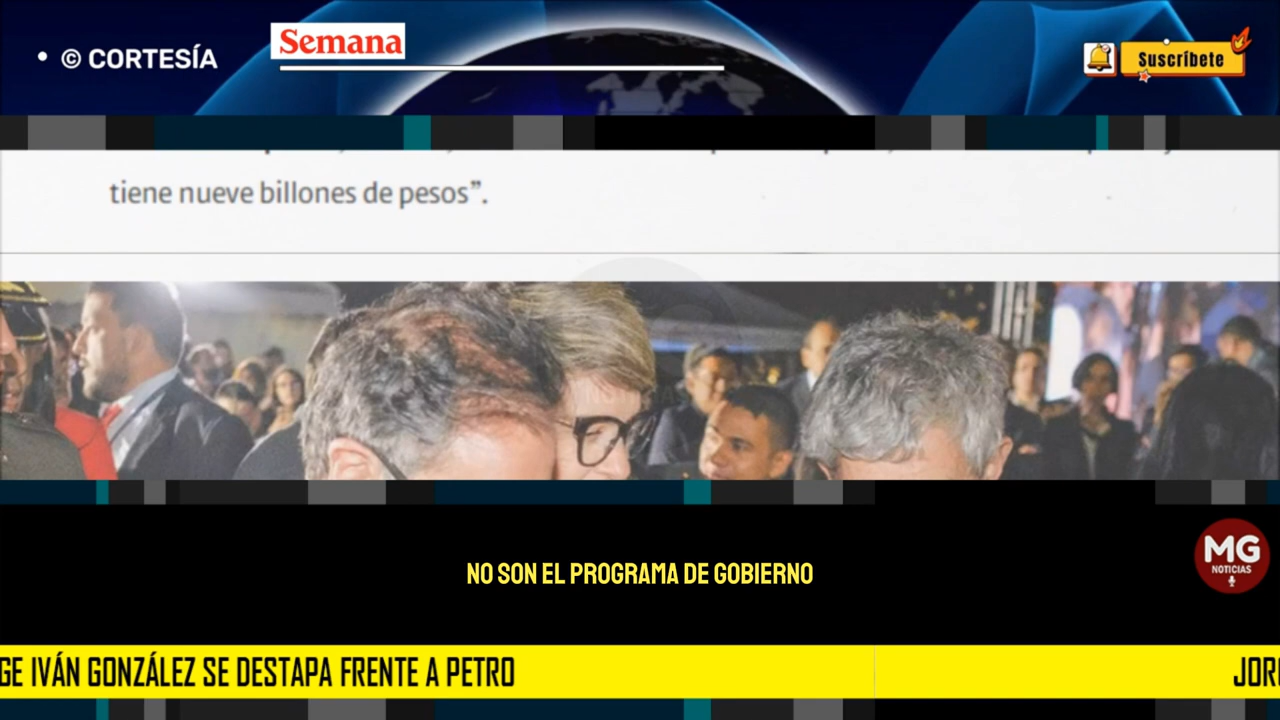 • © CORTESÍA
Semana
Suscríbete
tiene nueve billones de pesos”.
NO SON EL PROGRAMA DE GOBIERNO
MG
NOTICIAS
GE IVÁN GONZÁLEZ SE DESTAPA FRENTE A PETRO
JOR